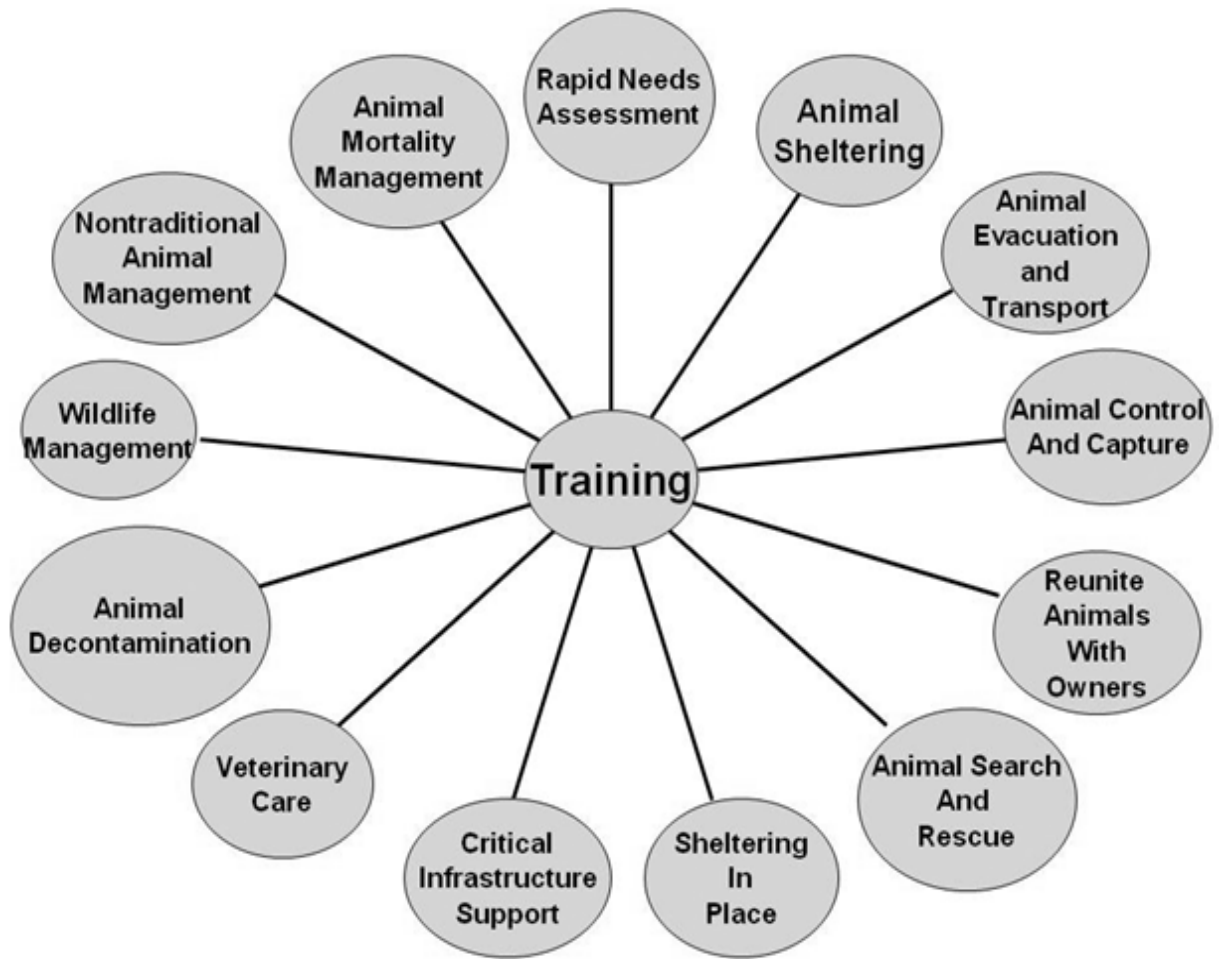 Rapid Needs
Assessment
Animal
Sheltering
Animal
Evacuation
and
Transport
Animal Control
And Capture
Reunite
Animals
With
Owners
Animal Search
And
Rescue
Sheltering
In
Place
Critical
Infrastructure
Support
Veterinary
Care
Animal
Decontamination
Wildlife
Management
Nontraditional
Animal
Management
Animal
Mortality
Management
Training